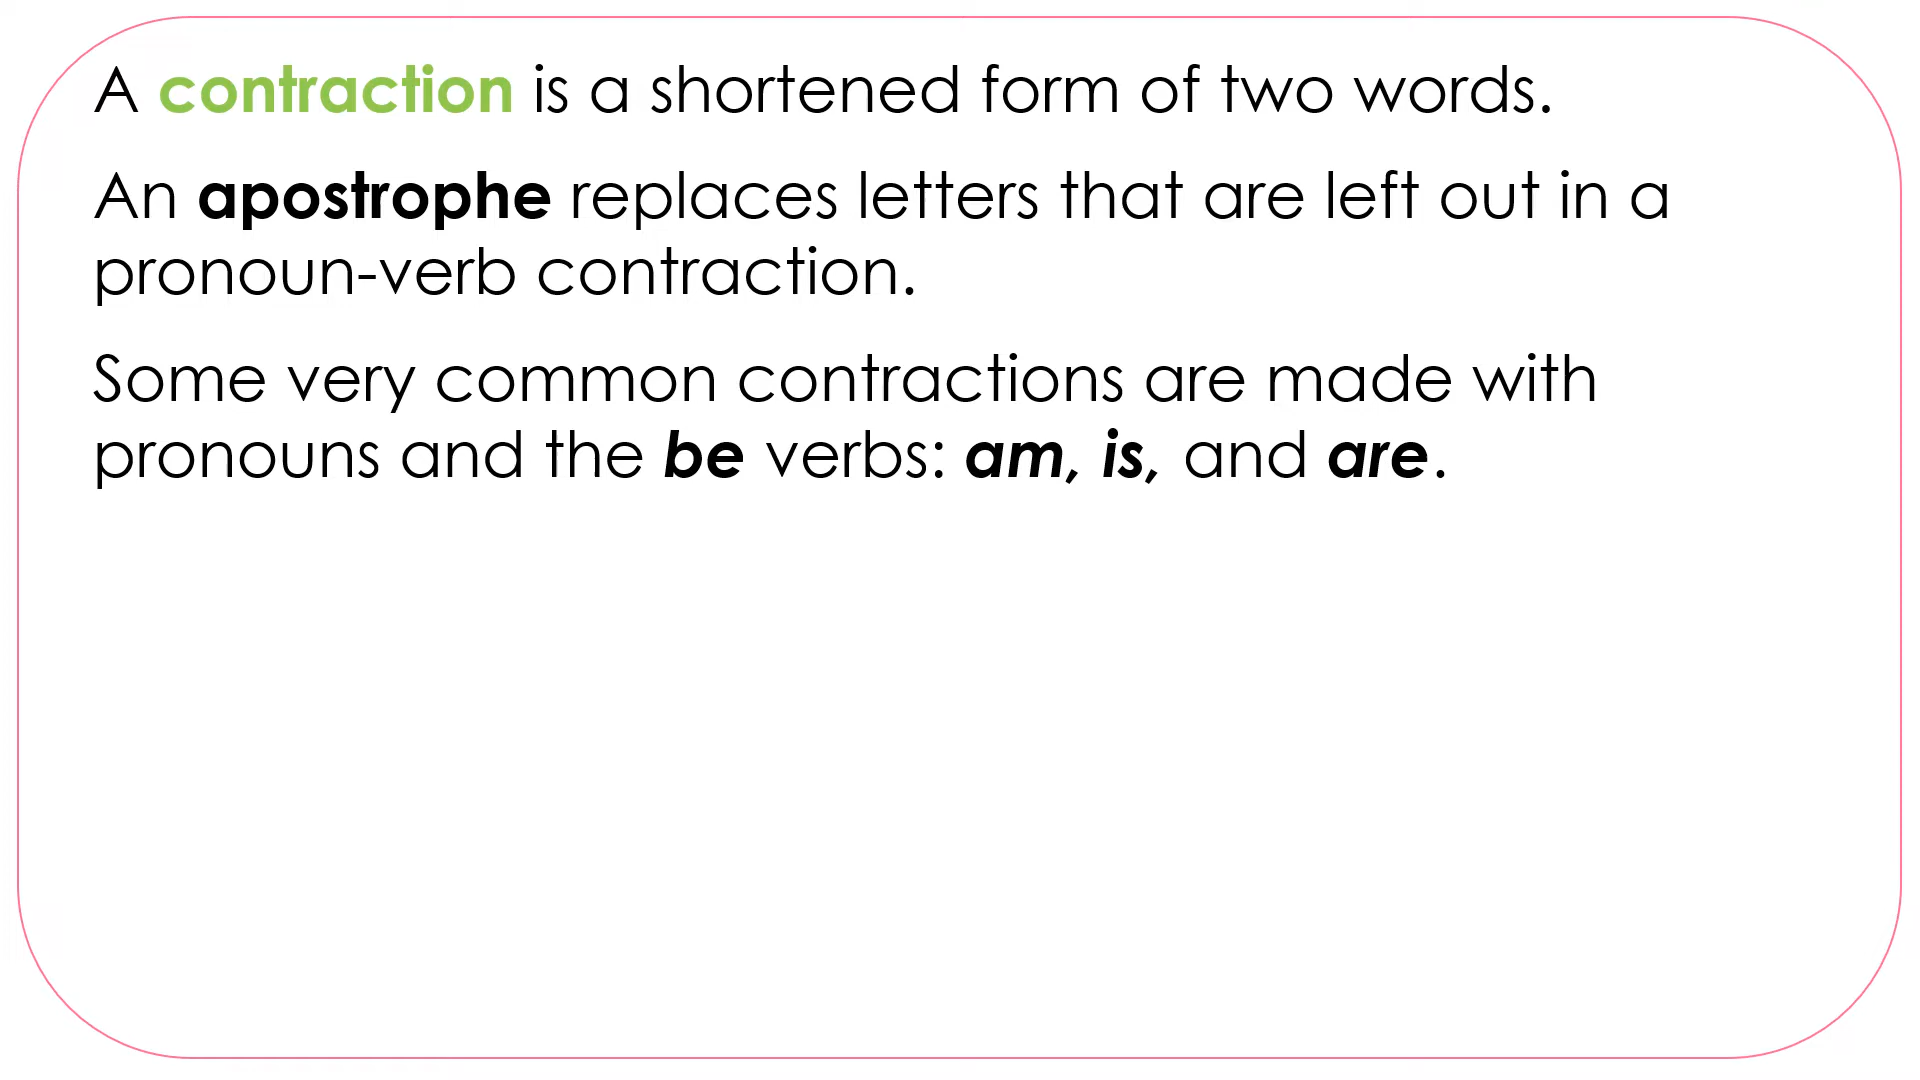 A contraction is a shortened form of two words.
An apostrophe replaces letters that are left out in a
pronoun-verb contraction.
Some very common contractions are made with
pronouns and the be verbs: am, is, and are.